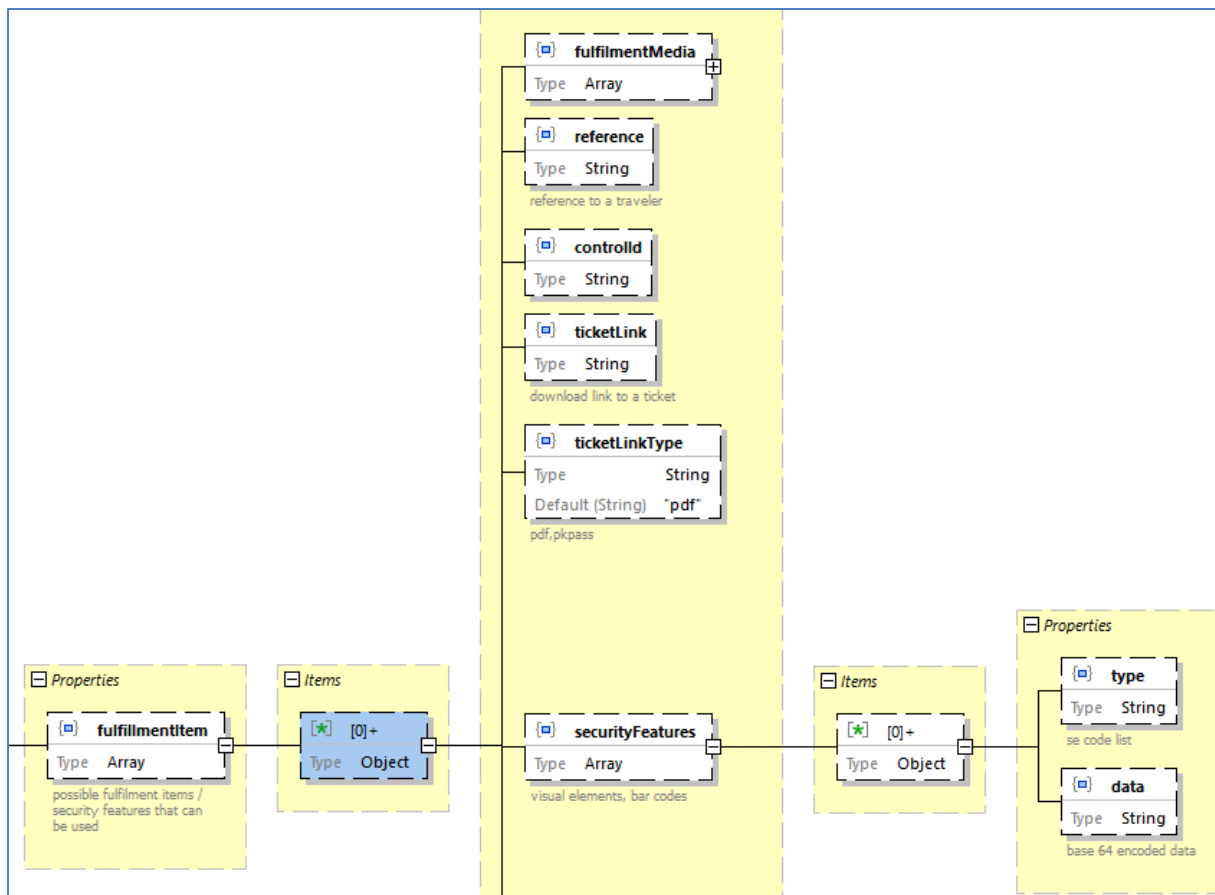 fulfilmentMedia
Type Array
reference
Type String
reference to a traveler
controlId
Type String
ticketLink
Type String
download link to a ticket
ticketLinkType
Type String
Default (String) "pdf"
pdf,pkpass
Properties
fulfillmentItem
Type Array
possible fulfilment items /
security features that can
be used
Items
[0]+
Type Object
securityFeatures
Type Array
visual elements, bar codes
Items
[0]+
Type Object
Properties
type
Type String
se code list
data
Type String
base 64 encoded data